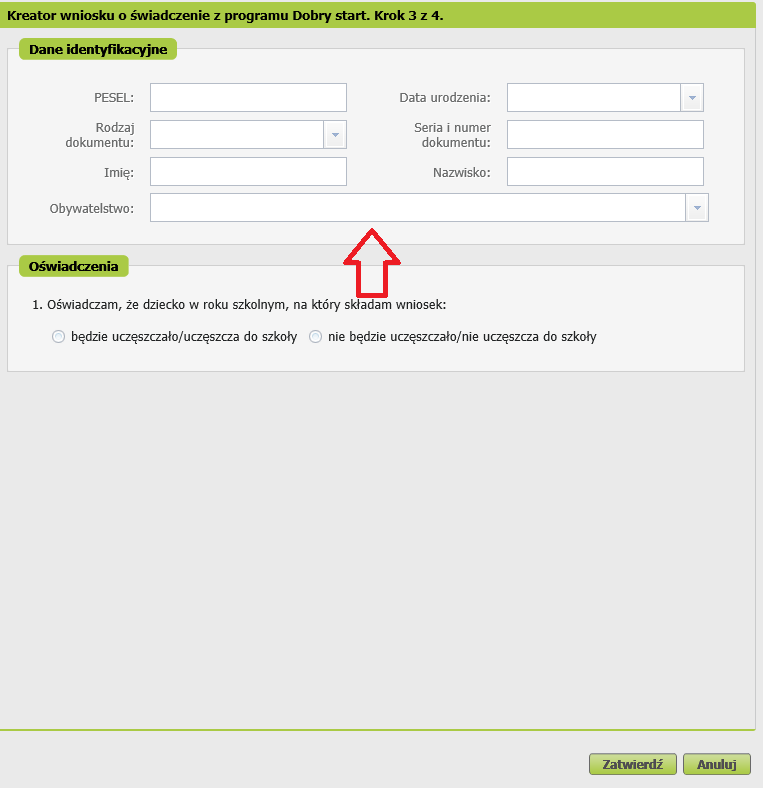 Kreator wniosku o świadczenie z programu Dobry start. Krok 3 z 4.
Dane identyfikacyjne
PESEL:
Data urodzenia:
Rodzaj
dokumentu:
Seria i numer
dokumentu:
Imię:
Nazwisko:
Obywatelstwo:
Oświadczenia
1. Oświadczam, że dziecko w roku szkolnym, na który składam wniosek:
będzie uczęszczało/uczęszcza do szkoły
nie będzie uczęszczało/nie uczęszcza do szkoły
Zatwierdź
Anuluj